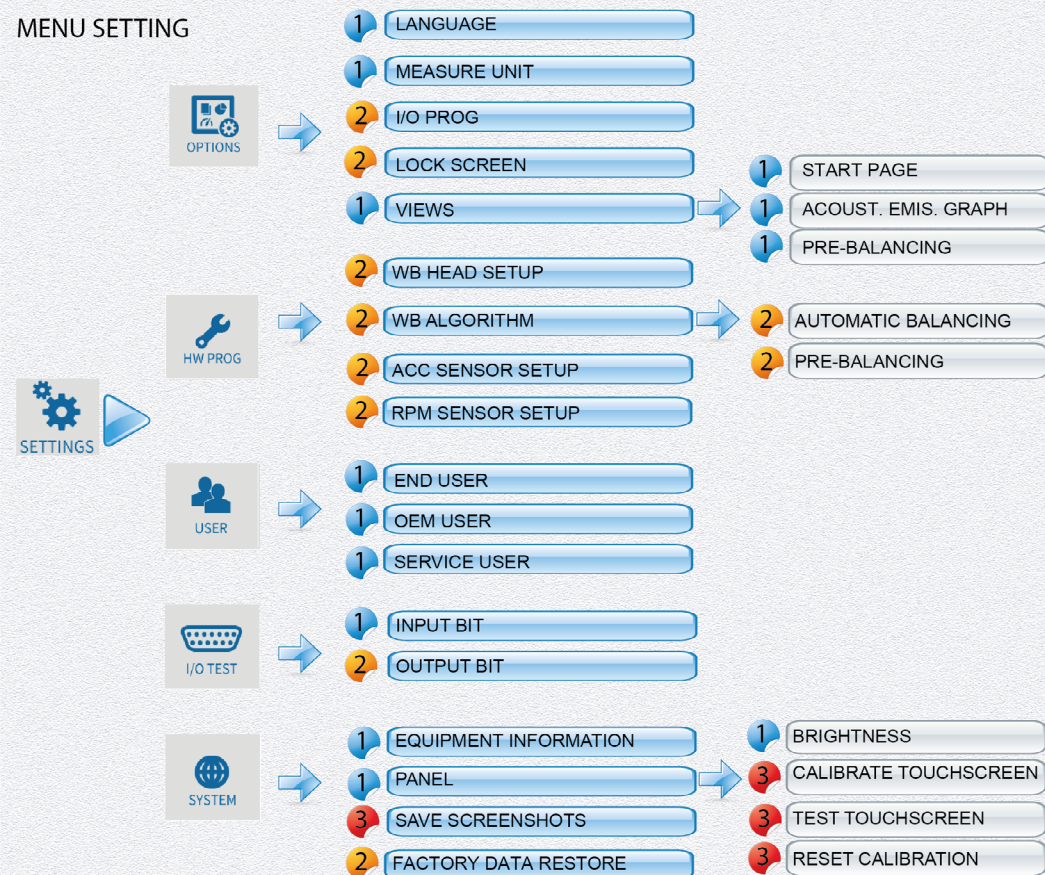 MENU SETTING
1 LANGUAGE
1 MEASURE UNIT
OPTIONS
2 I/O PROG
2 LOCK SCREEN
1 VIEWS
1 START PAGE
1 ACOUST. EMIS. GRAPH
1 PRE-BALANCING
HW PROG
2 WB HEAD SETUP
2 WB ALGORITHM
2 AUTOMATIC BALANCING
2 PRE-BALANCING
2 ACC SENSOR SETUP
2 RPM SENSOR SETUP
SETTINGS
USER
1 END USER
1 OEM USER
1 SERVICE USER
I/O TEST
1 INPUT BIT
2 OUTPUT BIT
SYSTEM
1 EQUIPMENT INFORMATION
1 PANEL
1 BRIGHTNESS
3 CALIBRATE TOUCHSCREEN
3 TEST TOUCHSCREEN
3 RESET CALIBRATION
3 SAVE SCREENSHOTS
2 FACTORY DATA RESTORE